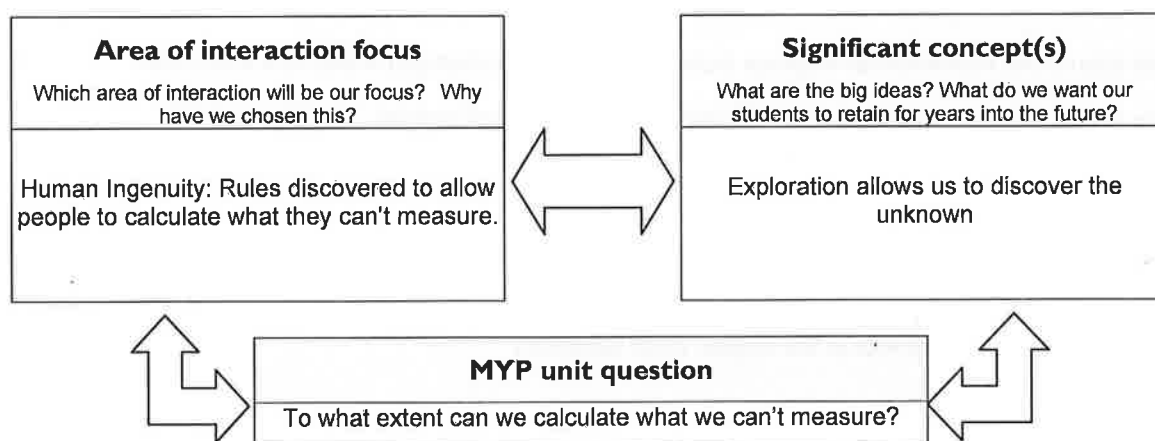 Area of interaction focus
Which area of interaction will be our focus? Why
have we chosen this?
Human Ingenuity: Rules discovered to allow
people to calculate what they can't measure.
Significant concept(s)
What are the big ideas? What do we want our
students to retain for years into the future?
Exploration allows us to discover the
unknown
MYP unit question
To what extent can we calculate what we can't measure?